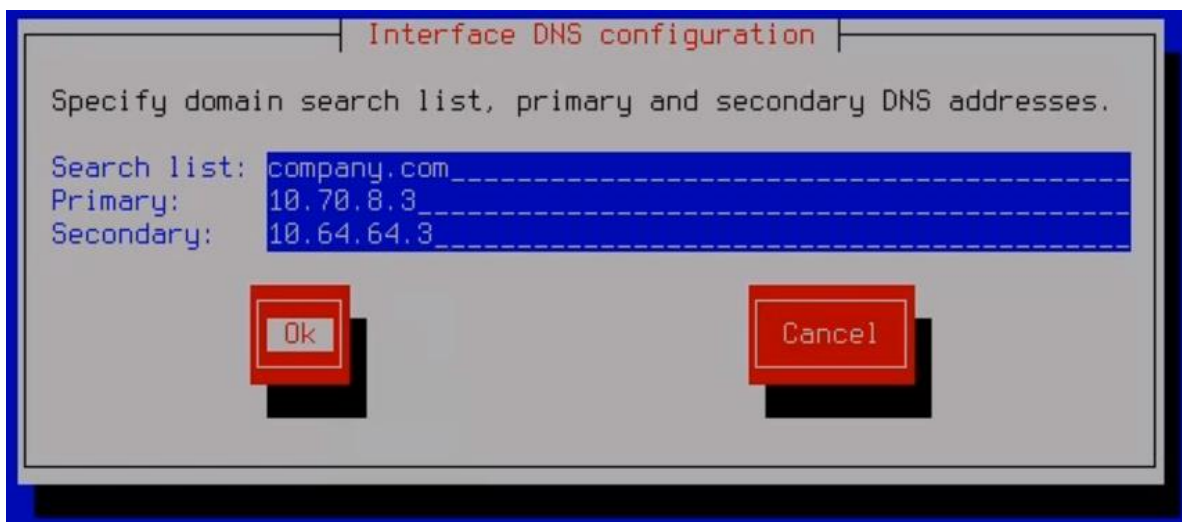 Interface DNS configuration
Specify domain search list, primary and secondary DNS addresses.
Search list: company.com
Primary: 10.70.8.3
Secondary: 10.64.64.3
Ok Cancel